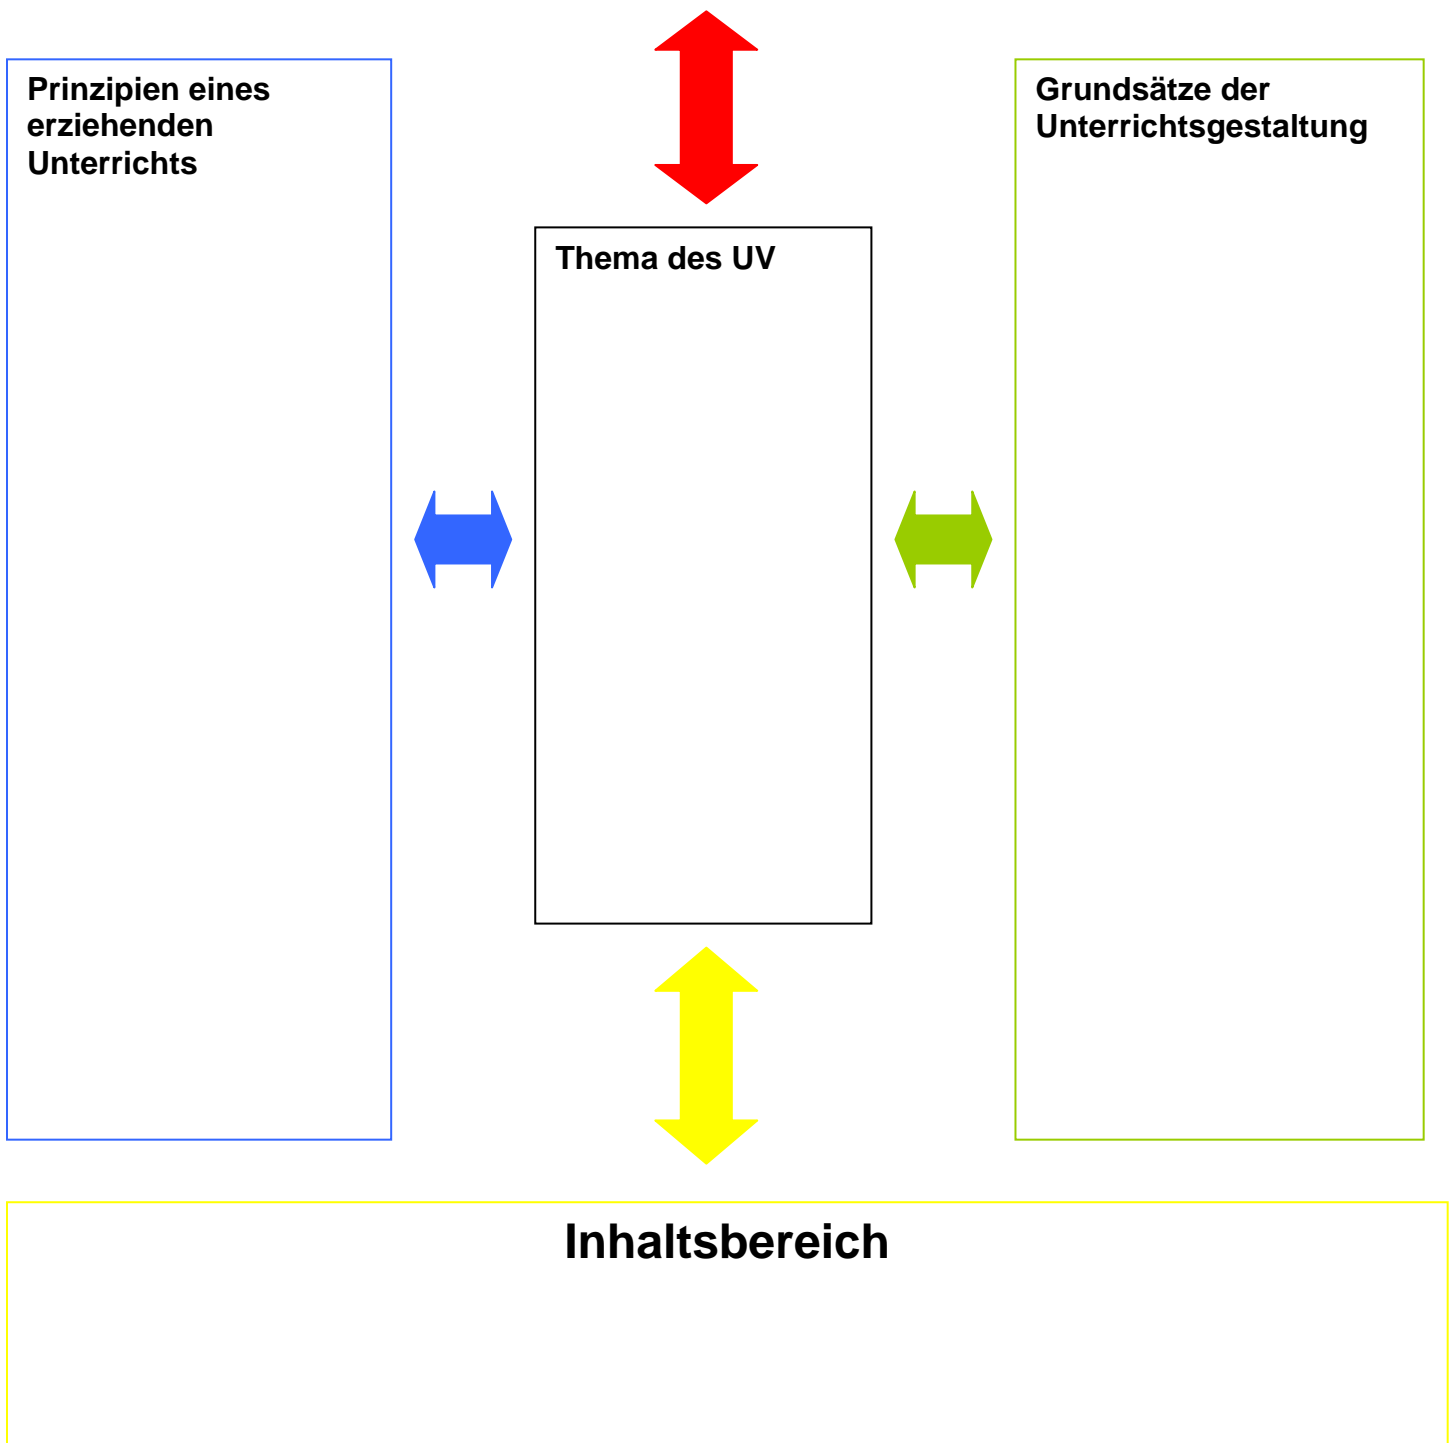 Prinzipien eines
erziehenden
Unterrichts
Thema des UV
Grundsätze der
Unterrichtsgestaltung
Inhaltsbereich